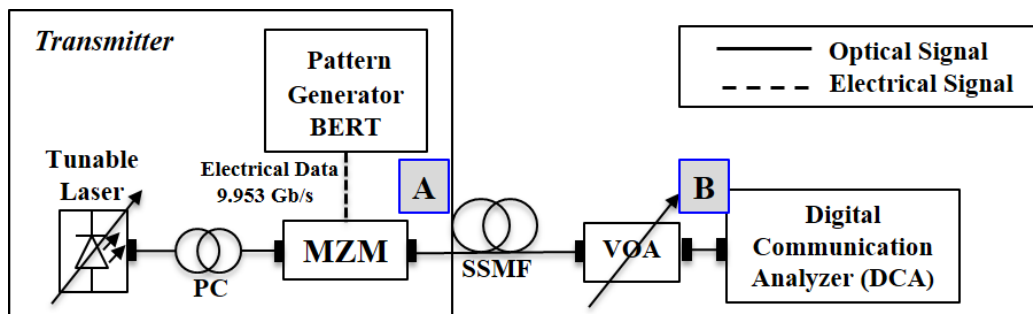 Transmitter
Pattern
Generator
BERT
Optical Signal
Electrical Signal
Tunable
Laser
Electrical Data
9.953 Gb/s
A
B
PC
MZM
SSMF
VOA
Digital
Communication
Analyzer (DCA)